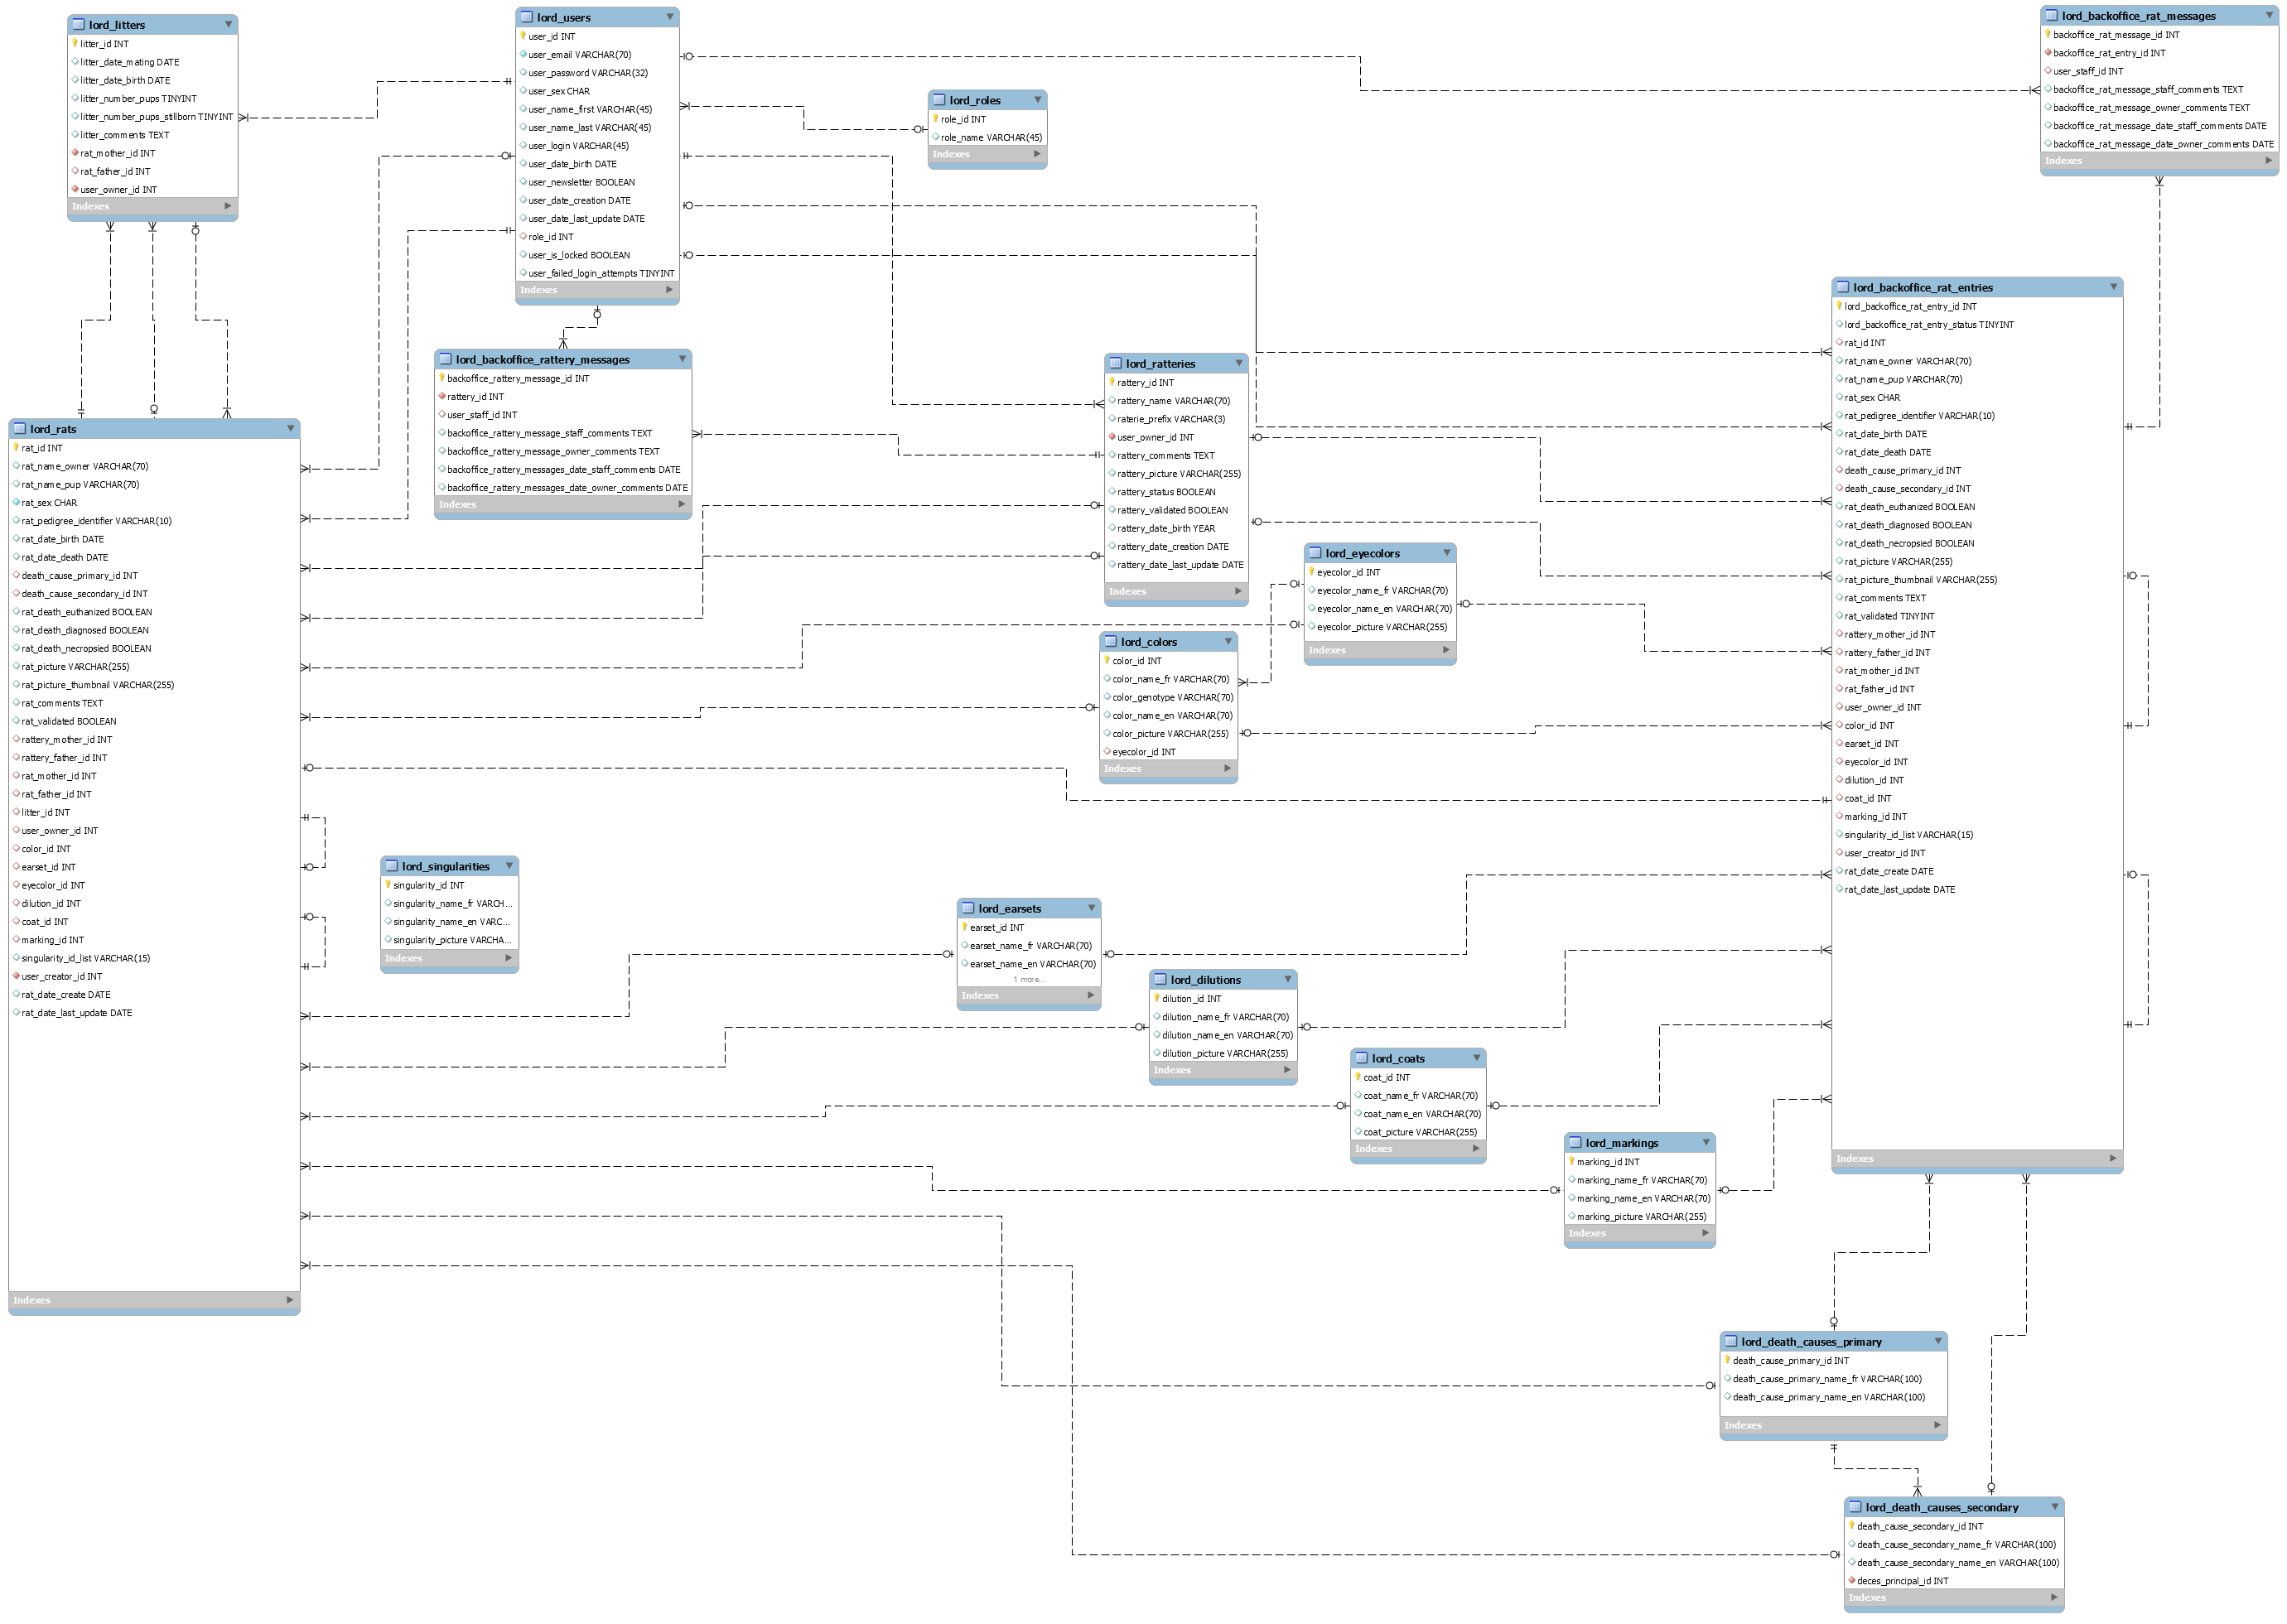 lord_litters
litter_id INT
litter_date_mating DATE
litter_date_birth DATE
litter_number_pups TINYINT
litter_number_pups_stillborn TINYINT
litter_comments TEXT
rat_mother_id INT
rat_father_id INT
user_owner_id INT
Indexes
lord_users
user_id INT
user_email VARCHAR(70)
user_password VARCHAR(32)
user_sex CHAR
user_name_first VARCHAR(45)
user_name_last VARCHAR(45)
user_login VARCHAR(45)
user_date_birth DATE
user_newsletter BOOLEAN
user_date_creation DATE
user_date_last_update DATE
role_id INT
user_is_locked BOOLEAN
user_failed_login_attempts TINYINT
Indexes
lord_roles
role_id INT
role_name VARCHAR(45)
Indexes
lord_backoffice_rat_messages
backoffice_rat_message_id INT
backoffice_rat_entry_id INT
user_staff_id INT
backoffice_rat_message_staff_comments TEXT
backoffice_rat_message_owner_comments TEXT
backoffice_rat_message_date_staff_comments DATE
backoffice_rat_message_date_owner_comments DATE
Indexes
lord_backoffice_rattery_messages
backoffice_rattery_message_id INT
rattery_id INT
user_staff_id INT
backoffice_rattery_message_staff_comments TEXT
backoffice_rattery_message_owner_comments TEXT
backoffice_rattery_messages_date_staff_comments DATE
backoffice_rattery_messages_date_owner_comments DATE
Indexes
lord_ratteries
rattery_id INT
rattery_name VARCHAR(70)
raterie_prefix VARCHAR(3)
user_owner_id INT
rattery_comments TEXT
rattery_picture VARCHAR(255)
rattery_status BOOLEAN
rattery_validated BOOLEAN
rattery_date_birth YEAR
rattery_date_creation DATE
rattery_date_last_update DATE
Indexes
lord_backoffice_rat_entries
lord_backoffice_rat_entry_id INT
lord_backoffice_rat_entry_status TINYINT
rat_id INT
rat_name_owner VARCHAR(70)
rat_name_pup VARCHAR(70)
rat_sex CHAR
rat_pedigree_identifier VARCHAR(10)
rat_date_birth DATE
rat_date_death DATE
death_cause_primary_id INT
death_cause_secondary_id INT
rat_death_euthanized BOOLEAN
rat_death_diagnosed BOOLEAN
rat_death_necropsied BOOLEAN
rat_picture VARCHAR(255)
rat_picture_thumbnail VARCHAR(255)
rat_comments TEXT
rat_validated TINYINT
rattery_mother_id INT
rattery_father_id INT
rat_mother_id INT
rat_father_id INT
user_owner_id INT
color_id INT
earset_id INT
eyecolor_id INT
dilution_id INT
coat_id INT
marking_id INT
singularity_id_list VARCHAR(15)
user_creator_id INT
rat_date_create DATE
rat_date_last_update DATE
Indexes
lord_rats
rat_id INT
rat_name_owner VARCHAR(70)
rat_name_pup VARCHAR(70)
rat_sex CHAR
rat_pedigree_identifier VARCHAR(10)
rat_date_birth DATE
rat_date_death DATE
death_cause_primary_id INT
death_cause_secondary_id INT
rat_death_euthanized BOOLEAN
rat_death_diagnosed BOOLEAN
rat_death_necropsied BOOLEAN
rat_picture VARCHAR(255)
rat_picture_thumbnail VARCHAR(255)
rat_comments TEXT
rat_validated BOOLEAN
rattery_mother_id INT
rattery_father_id INT
rat_mother_id INT
rat_father_id INT
litter_id INT
user_owner_id INT
color_id INT
earset_id INT
eyecolor_id INT
dilution_id INT
coat_id INT
marking_id INT
singularity_id_list VARCHAR(15)
user_creator_id INT
rat_date_create DATE
rat_date_last_update DATE
Indexes
lord_eyecolors
eyecolor_id INT
eyecolor_name_fr VARCHAR(70)
eyecolor_name_en VARCHAR(70)
eyecolor_picture VARCHAR(255)
Indexes
lord_colors
color_id INT
color_name_fr VARCHAR(70)
color_genotype VARCHAR(70)
color_name_en VARCHAR(70)
color_picture VARCHAR(255)
eyecolor_id INT
Indexes
lord_singularities
singularity_id INT
singularity_name_fr VARCH...
singularity_name_en VARC...
singularity_picture VARCHA...
Indexes
lord_earsets
earset_id INT
earset_name_fr VARCHAR(70)
earset_name_en VARCHAR(70)
1 more...
Indexes
lord_dilutions
dilution_id INT
dilution_name_fr VARCHAR(70)
dilution_name_en VARCHAR(70)
dilution_picture VARCHAR(255)
Indexes
lord_coats
coat_id INT
coat_name_fr VARCHAR(70)
coat_name_en VARCHAR(70)
coat_picture VARCHAR(255)
Indexes
lord_markings
marking_id INT
marking_name_fr VARCHAR(70)
marking_name_en VARCHAR(70)
marking_picture VARCHAR(255)
Indexes
lord_death_causes_primary
death_cause_primary_id INT
death_cause_primary_name_fr VARCHAR(100)
death_cause_primary_name_en VARCHAR(100)
Indexes
lord_death_causes_secondary
death_cause_secondary_id INT
death_cause_secondary_name_fr VARCHAR(100)
death_cause_secondary_name_en VARCHAR(100)
deces_principal_id INT
Indexes